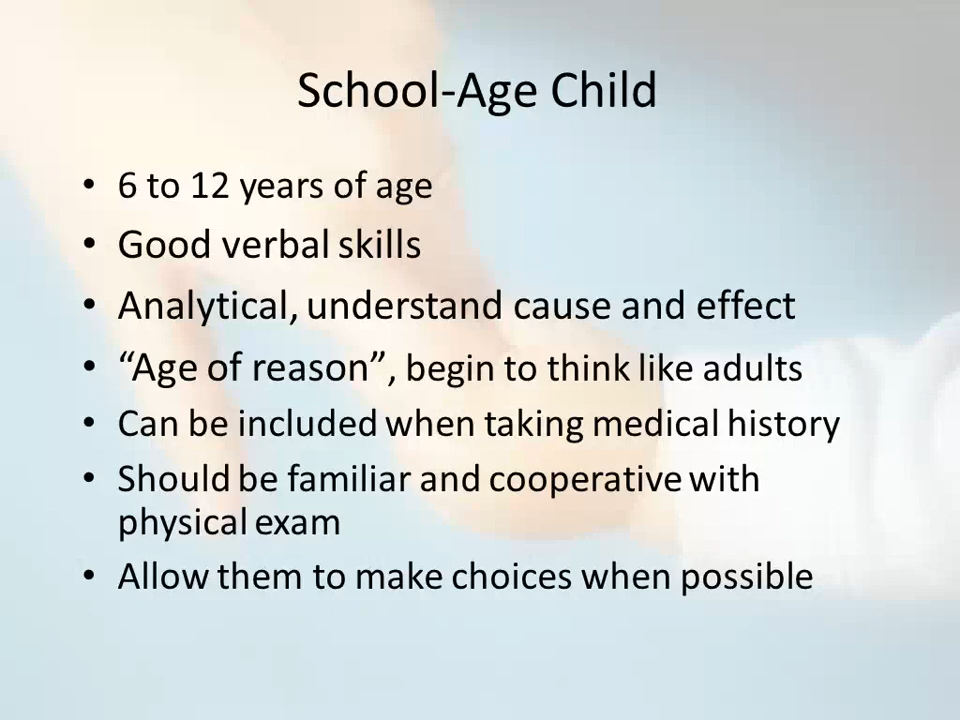 School-Age Child
• 6 to 12 years of age
• Good verbal skills
• Analytical, understand cause and effect
• “Age of reason”, begin to think like adults
• Can be included when taking medical history
• Should be familiar and cooperative with
physical exam
• Allow them to make choices when possible